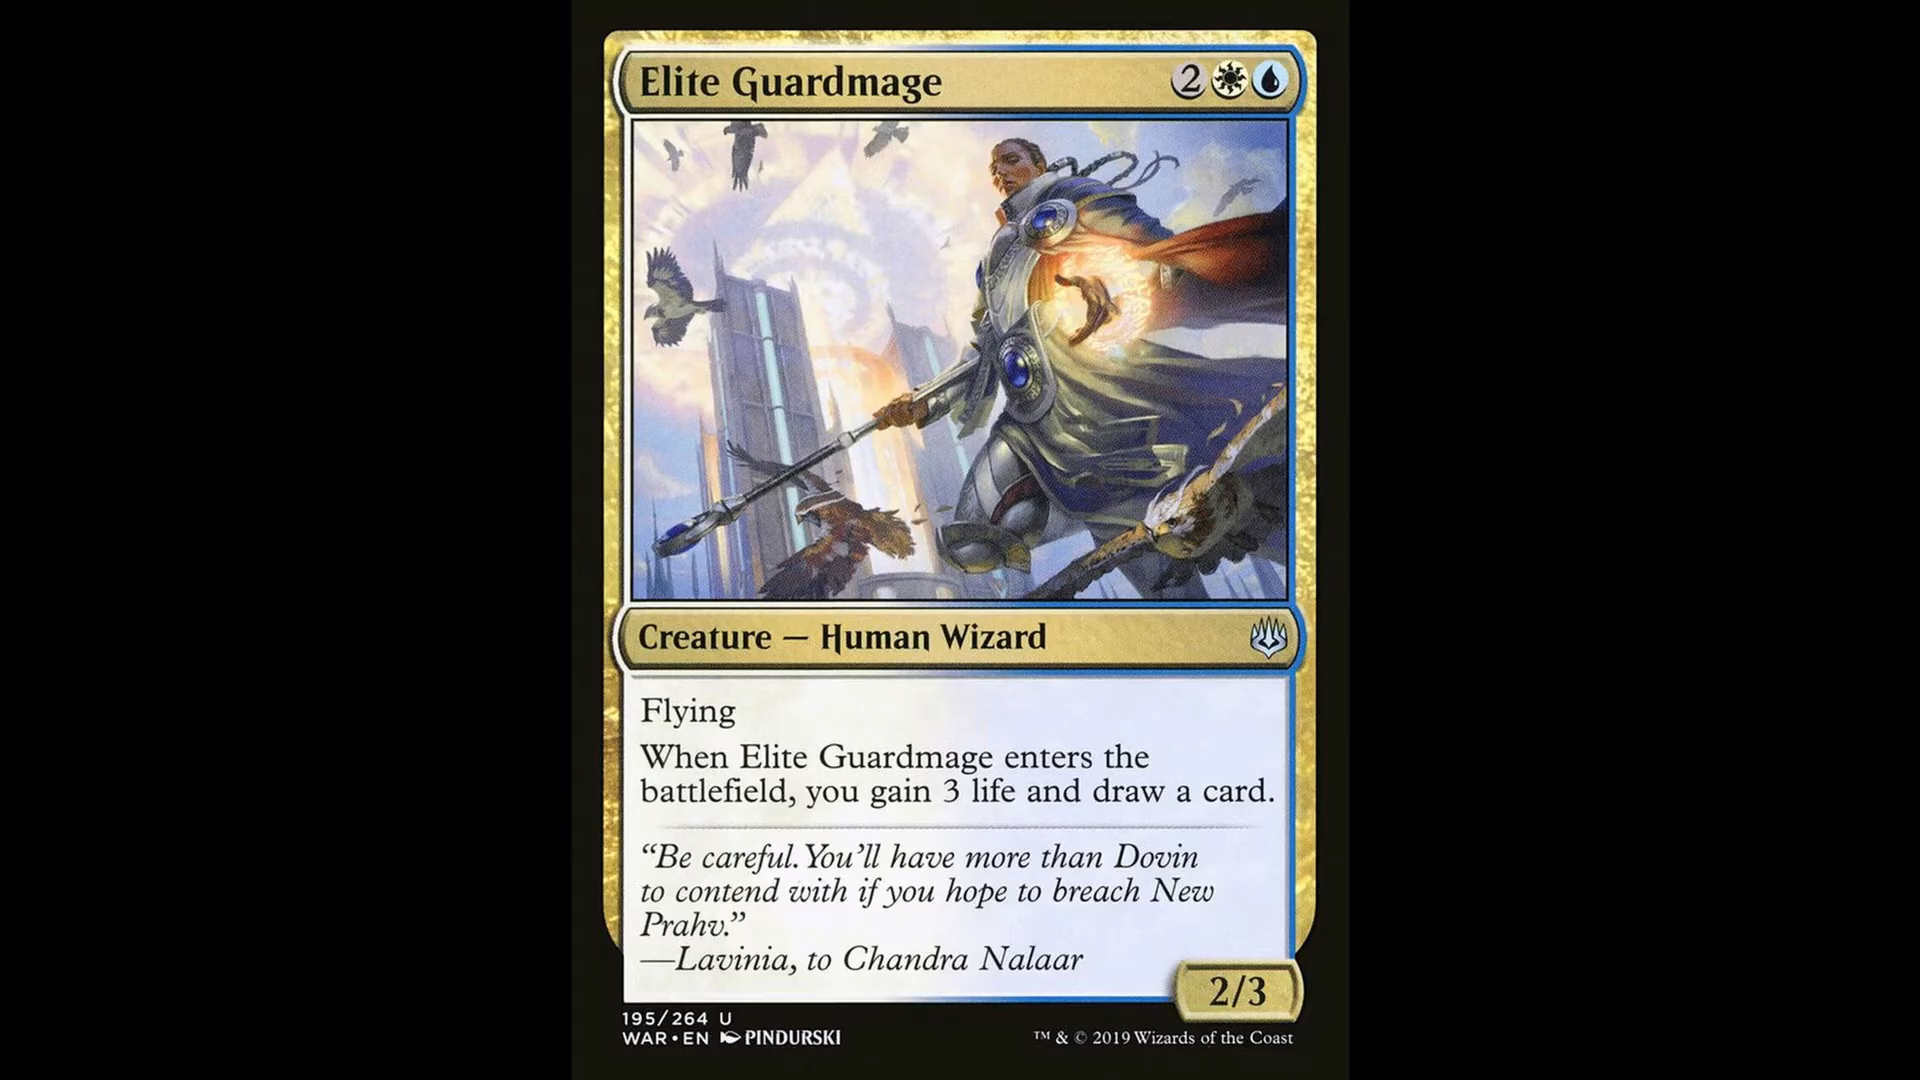 Elite Guardmage 2
Creature — Human Wizard
Flying
When Elite Guardmage enters the
battlefield, you gain 3 life and draw a card.
“Be careful. You’ll have more than Dovin
to contend with if you hope to breach New
Prahv.”
—Lavinia, to Chandra Nalaar
2/3
195/264 U
WAR • EN PINDURSKI
™ & © 2019 Wizards of the Coast